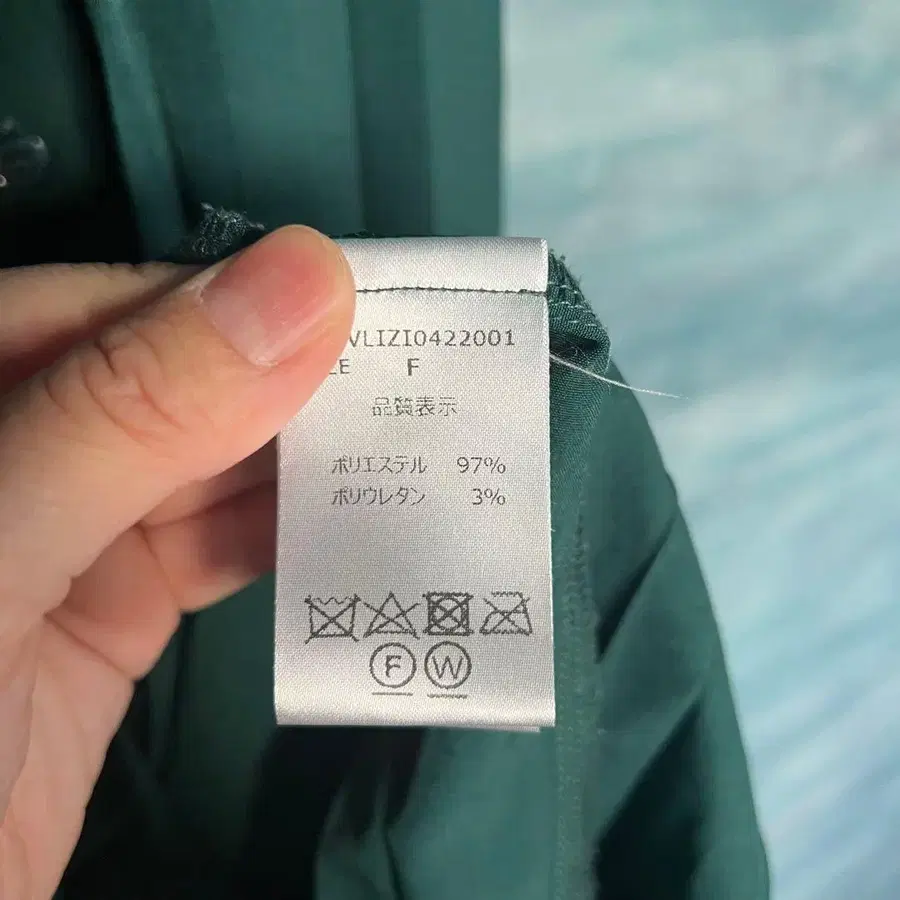 VLIZI0422001
F
品質表示
ポリエステル 97%
ポリウレタン 3%
F W